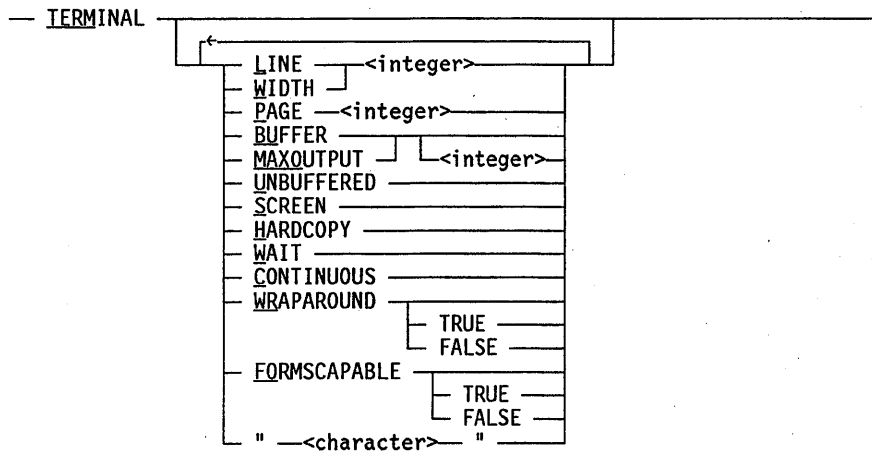 TERMINAL
LINE <integer>
WIDTH
PAGE <integer>
BUFFER
MAXOUTPUT <integer>
UNBUFFERED
SCREEN
HARDCOPY
WAIT
CONTINUOUS
WRAPAROUND
TRUE
FALSE
FORMSCAPABLE
TRUE
FALSE
" <character> "